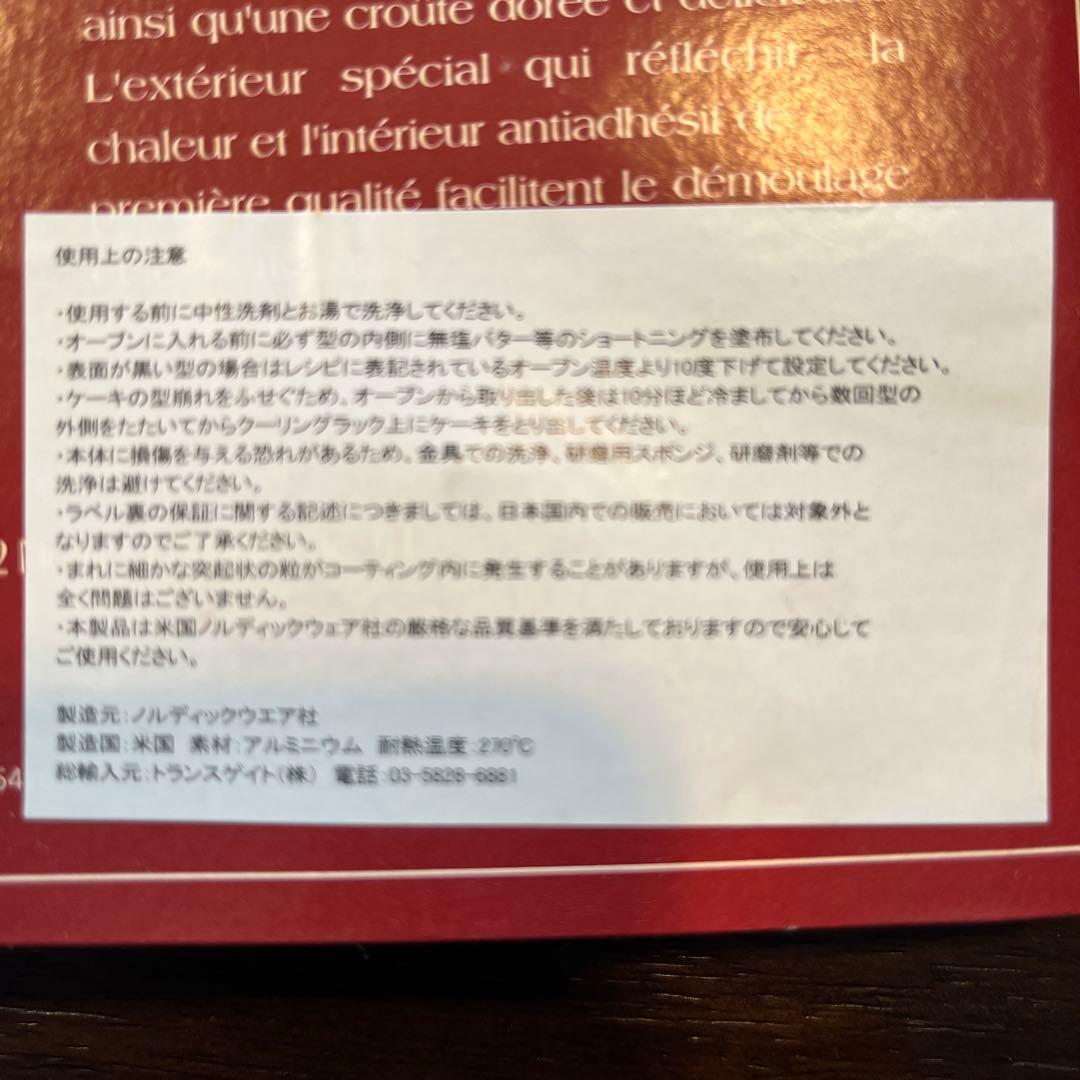 ainsi qu'une croûte dorée et
L'extérieur spécial qui réfléchit la
chaleur et l'intérieur antiadhésif de
première qualité facilitent le démoulage
使用上の注意
・使用する前に中性洗剤とお湯で洗浄してください。
・オーブンに入れる前に必ず型の内側に無塩バター等のショートニングを塗布してください。
・表面が黒い型の場合はレシピに表記されているオーブン温度より10度下げて設定してください。
・ケーキの型崩れをふせぐため、オーブンから取り出した後は10分ほど冷ましてから数回型の
外側をたたいてからクーリングラック上にケーキをとり出してください。
・本体に損傷を与える恐れがあるため、金具での洗浄、研磨用スポンジ、研磨剤等での
洗浄は避けてください。
・ラベル裏の保証に関する記述につきましては、日本国内での販売においては対象外と
なりますのでご了承ください。
・まれに細かな突起状の粒がコーティング内に発生することがありますが、使用上は
全く問題はございません。
・本製品は米国ノルディックウェア社の厳格な品質基準を満たしておりますので安心して
ご使用ください。
製造元:ノルディックウエア社
製造国:米国 素材:アルミニウム 耐熱温度:270℃
総輸入元:トランスゲイト(株) 電話:03-5826-6881
54